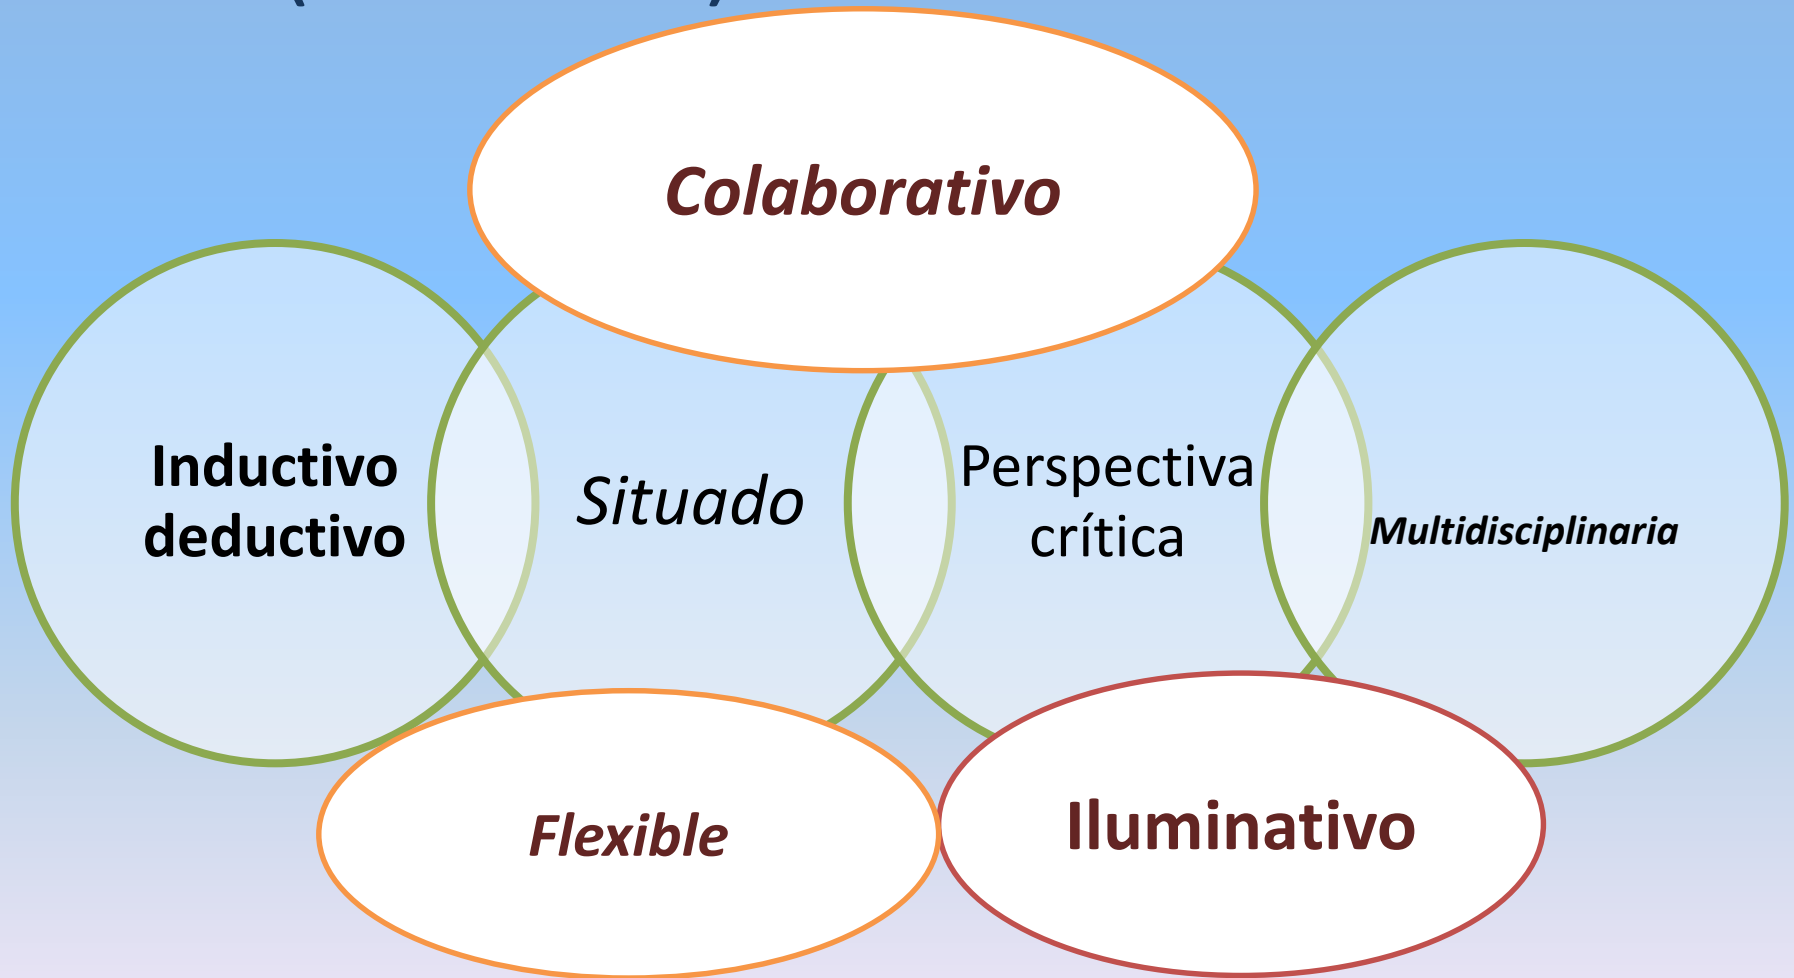 Colaborativo
Inductivo
deductivo
Situado
Perspectiva
crítica
Multidisciplinaria
Flexible
Iluminativo